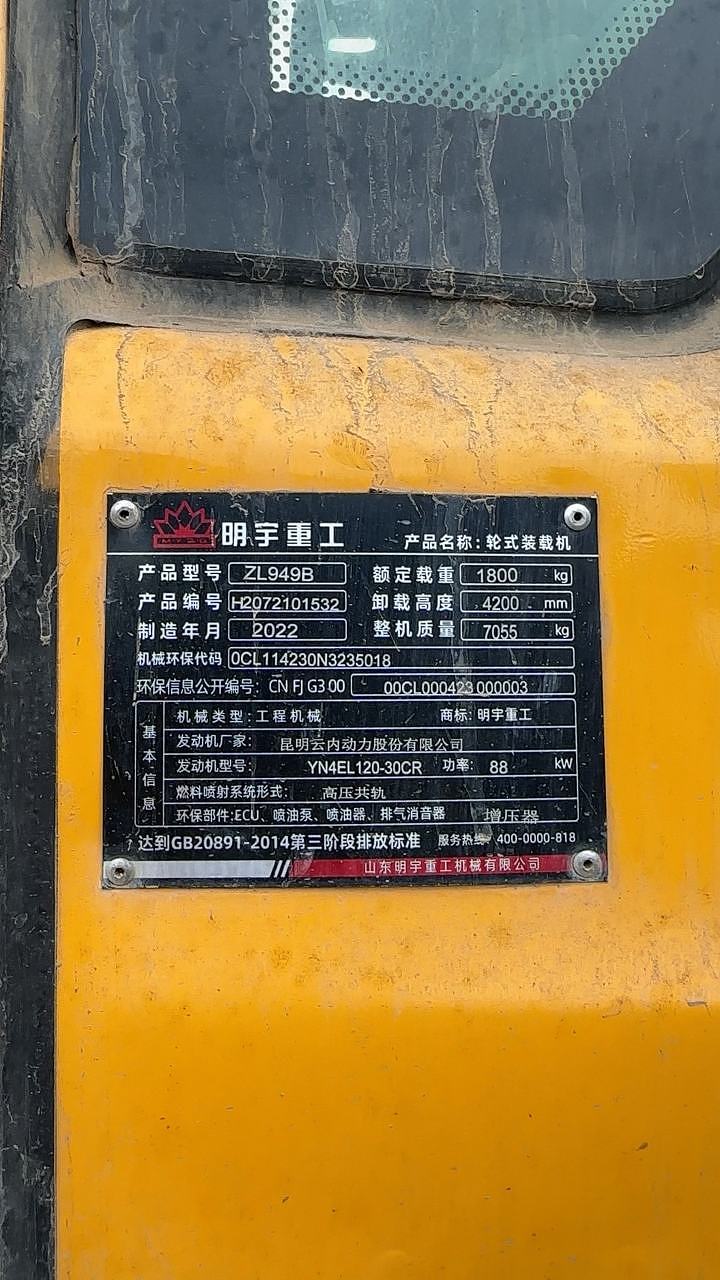 明宇重工 产品名称：轮式装载机
产品型号 ZL949B 额定载重 1800 kg
产品编号 H2072101532 卸载高度 4200 mm
制造年月 2022 整机质量 7055 kg
机械环保代码 0CL114230N3235018
环保信息公开编号：CN FJ G3 00 00CL000423 000003
基本信息
机械类型：工程机械 商标：明宇重工
发动机厂家： 昆明云内动力股份有限公司
发动机型号： YN4EL120-30CR 功率： 88 kW
燃料喷射系统形式： 高压共轨
环保部件:ECU、喷油泵、喷油器、排气消音器 增压器
达到GB20891-2014第三阶段排放标准 服务热线：400-0000-818
山东明宇重工机械有限公司